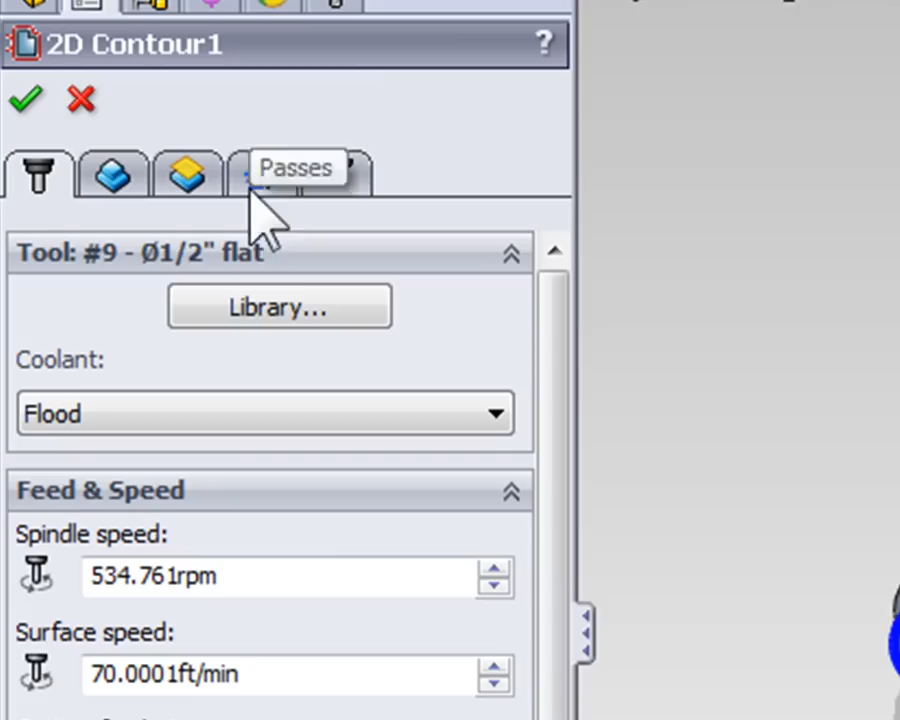 2D Contour1 ?
Passes
Tool: #9 - Ø1/2" flat
Library...
Coolant:
Flood
Feed & Speed
Spindle speed:
534.761rpm
Surface speed:
70.0001ft/min